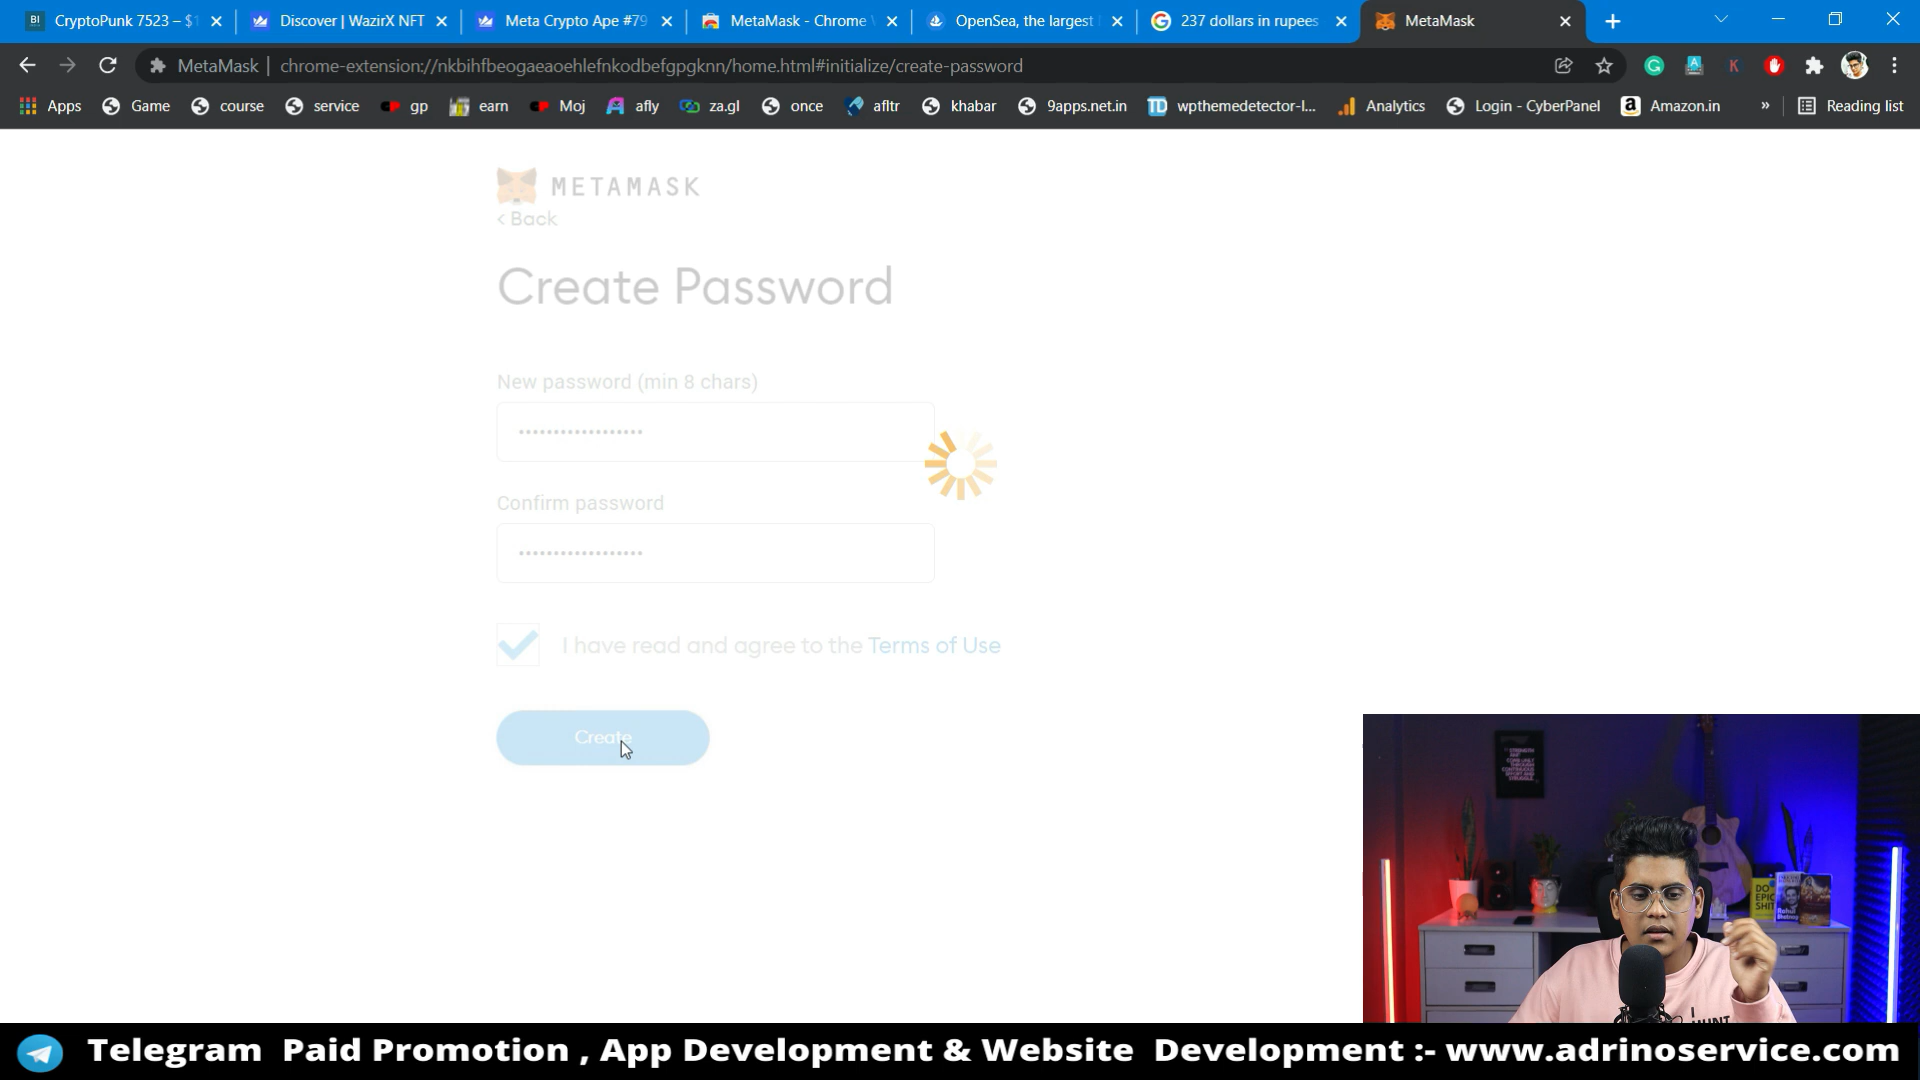 CryptoPunk 7523 – $1
Discover | WazirX NFT
Meta Crypto Ape #79
MetaMask - Chrome
OpenSea, the largest
237 dollars in rupees
MetaMask
MetaMask | chrome-extension://nkbihfbeogaeaoehlefnkodbefgpgknn/home.html#initialize/create-password
Apps Game course service gp earn Moj afly za.gl once afltr khabar 9apps.net.in wpthemedetector-l... Analytics Login - CyberPanel Amazon.in » Reading list
METAMASK
< Back
Create Password
New password (min 8 chars)
••••••••••••••••••
Confirm password
••••••••••••••••••
I have read and agree to the Terms of Use
Create
DO
EPIC
SHIT
Telegram Paid Promotion , App Development & Website Development :- www.adrinoservice.com